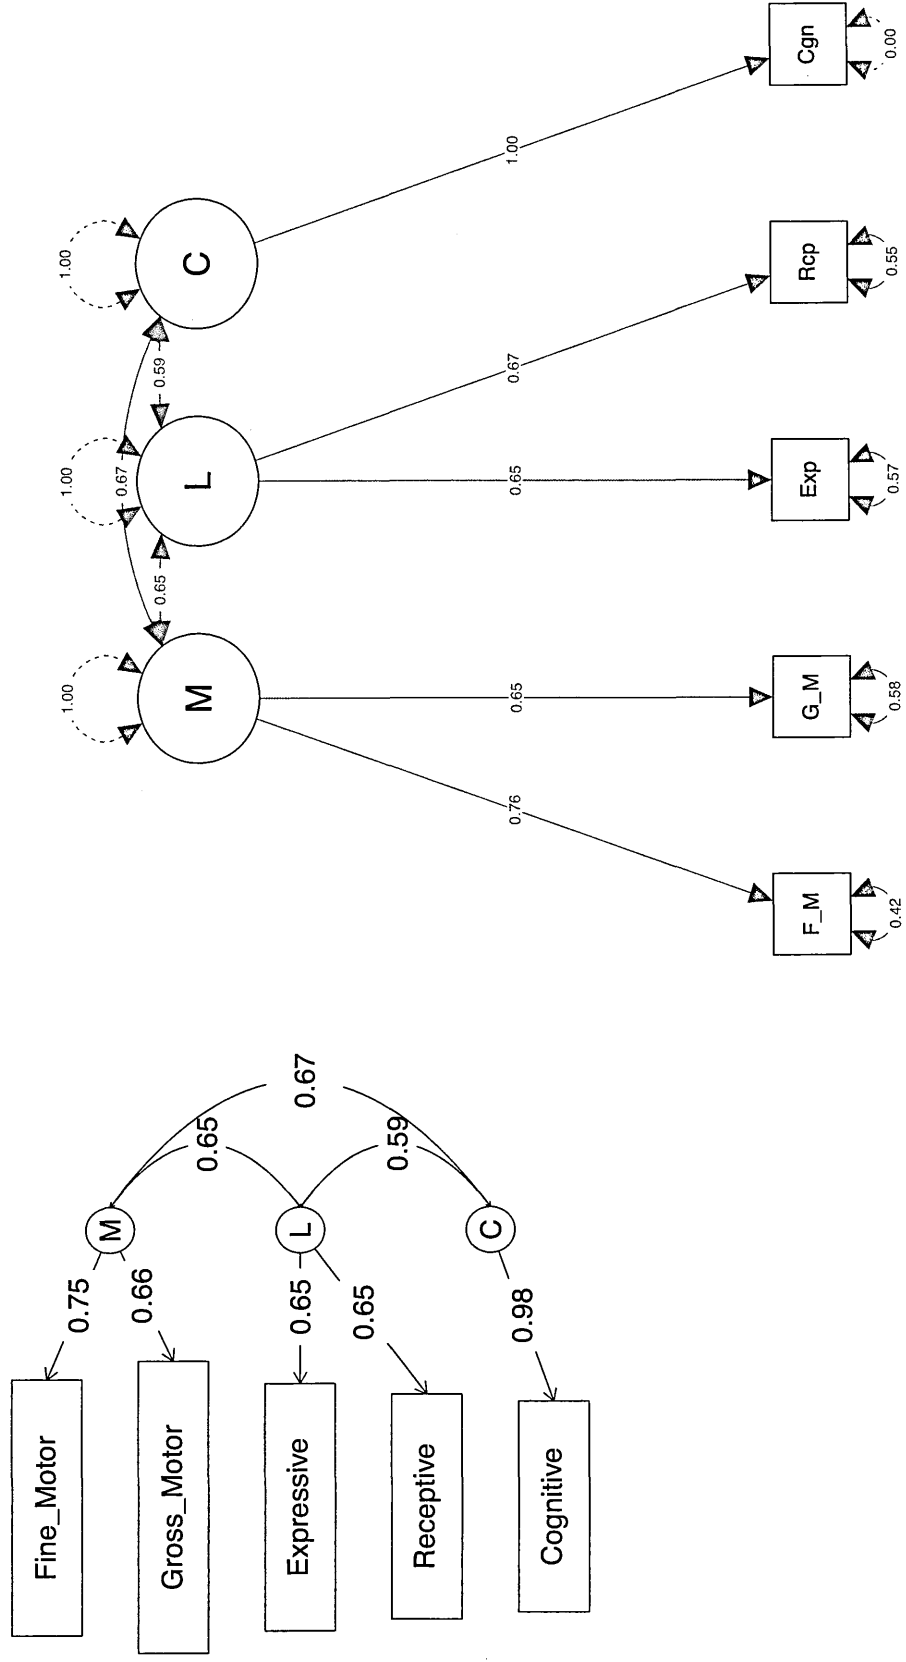 Fine_Motor
Gross_Motor
Expressive
Receptive
Cognitive
0.75
0.66
0.65
0.65
0.98
M
L
C
0.65
0.59
0.67
1.00
1.00
1.00
0.67
0.65
0.59
M
L
C
0.76
0.65
0.65
0.67
1.00
F_M
G_M
Exp
Rcp
Cgn
0.42
0.58
0.57
0.55
0.00